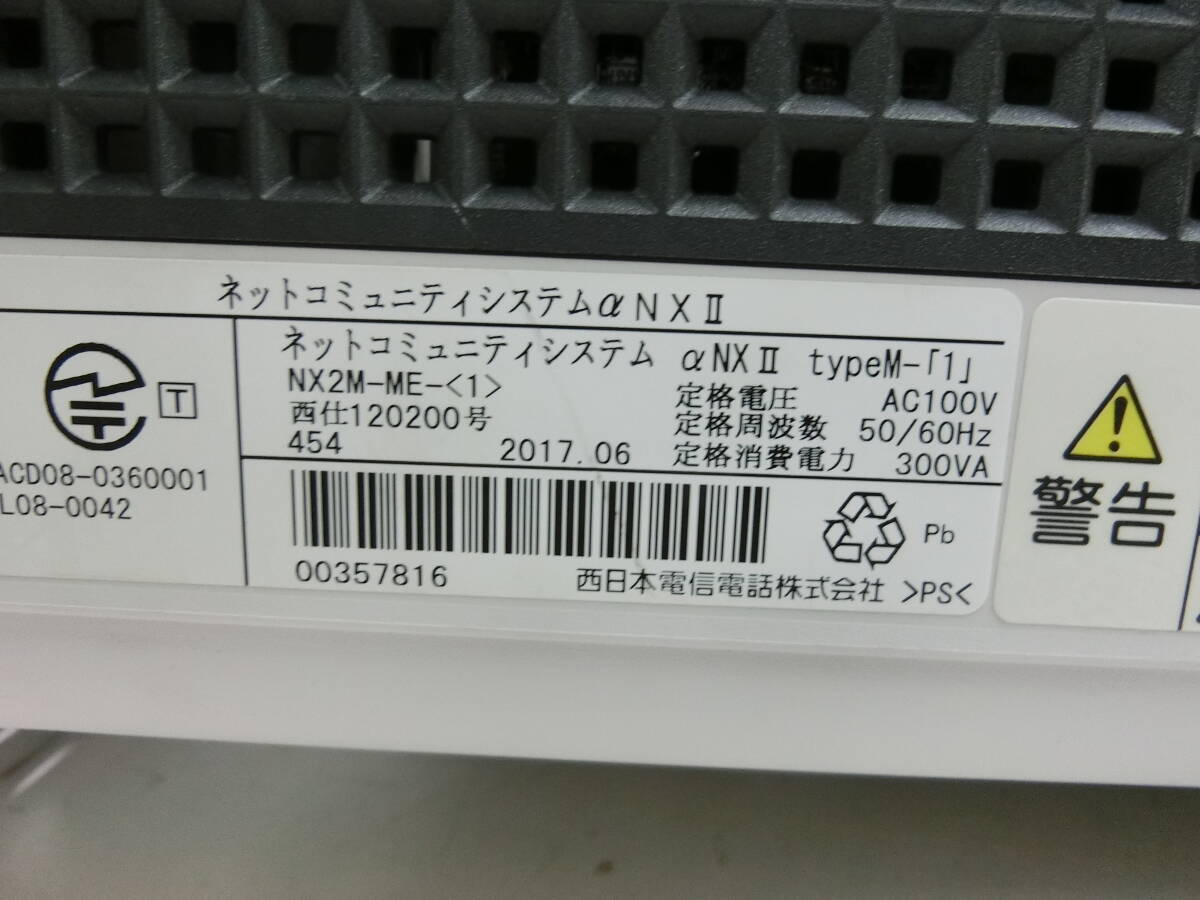 ネットコミュニティシステムαNXⅡ
T
ACD08-0360001
L08-0042
ネットコミュニティシステム αNXⅡ typeM-「1」
NX2M-ME-<1>
西仕120200号
454 2017.06
定格電圧 AC100V
定格周波数 50/60Hz
定格消費電力 300VA
00357816
Pb
西日本電信電話株式会社 >PS<
警告